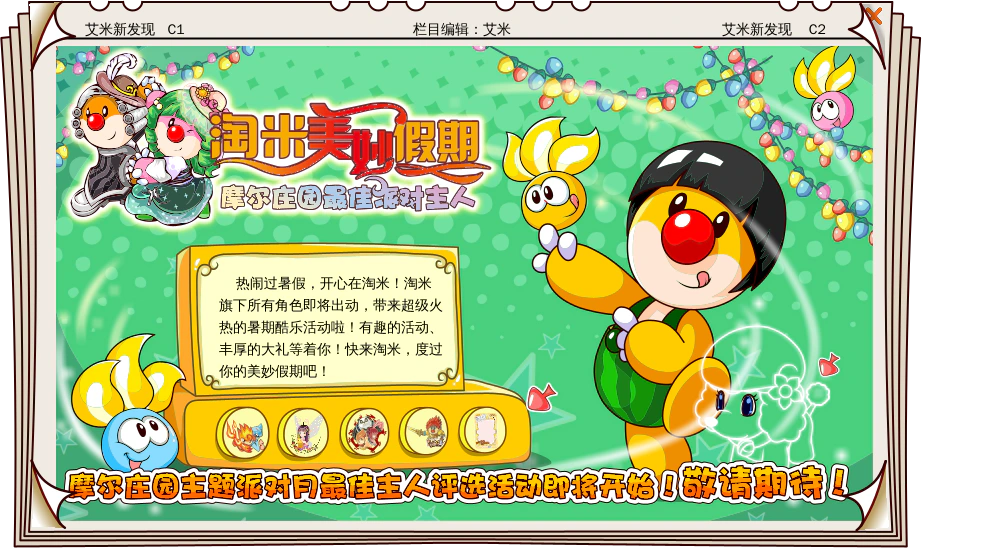 艾米新发现 C1
栏目编辑：艾米
艾米新发现 C2
淘米美妙假期
摩尔庄园最佳派对主人
热闹过暑假，开心在淘米！淘米
旗下所有角色即将出动，带来超级火
热的暑期酷乐活动啦！有趣的活动、
丰厚的大礼等着你！快来淘米，度过
你的美妙假期吧！
摩尔庄园主题派对月最佳主人评选活动即将开始！敬请期待！